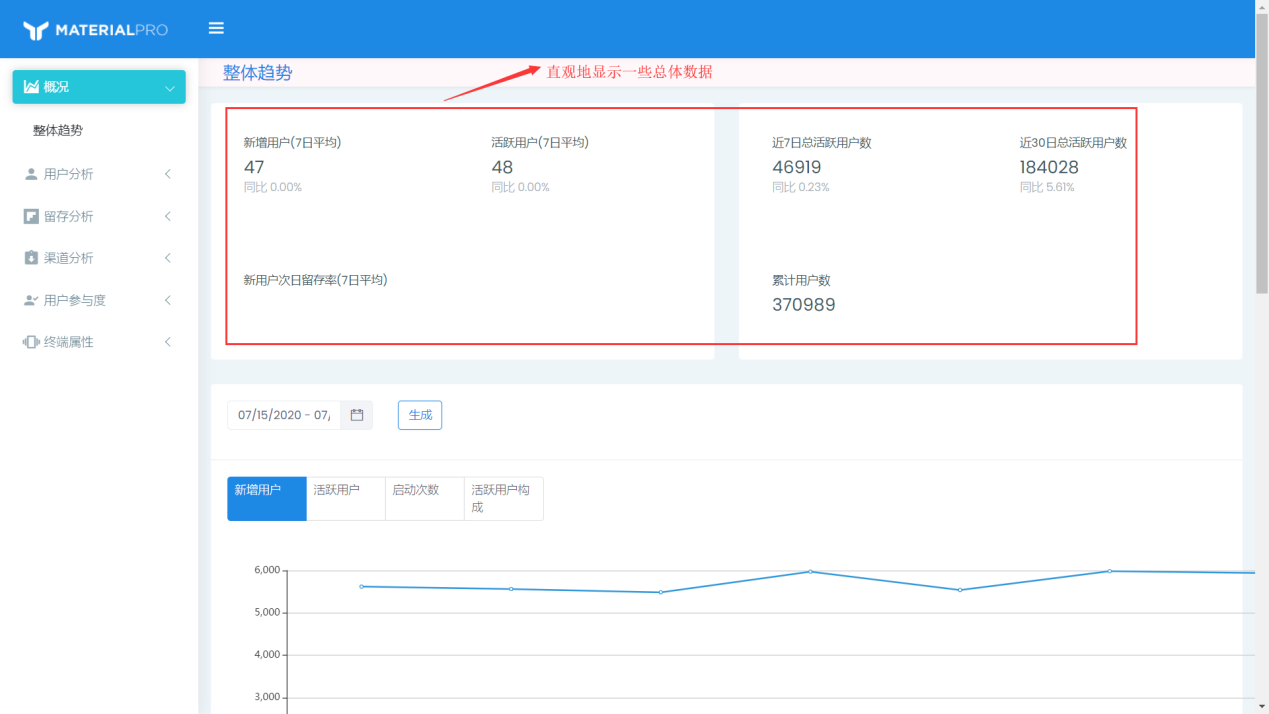 MATERIALPRO
整体趋势
直观地显示一些总体数据
概况
整体趋势
用户分析
留存分析
渠道分析
用户参与度
终端属性
新增用户(7日平均)
47
同比 0.00%
活跃用户(7日平均)
48
同比 0.00%
新用户次日留存率(7日平均)
近7日总活跃用户数
46919
同比 0.23%
近30日总活跃用户数
184028
同比 5.61%
累计用户数
370989
07/15/2020 - 07/
生成
新增用户
活跃用户
启动次数
活跃用户构
成
6,000
5,000
4,000
3,000